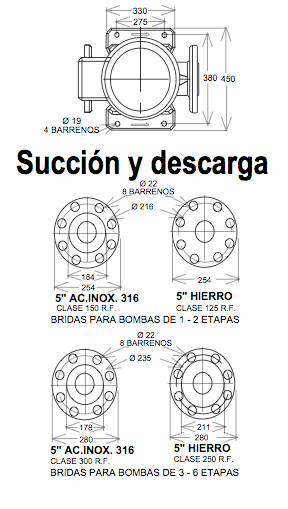 330
275
380 450
Ø 19
4 BARRENOS
Succión y descarga
Ø 22
8 BARRENOS
Ø 216
164
254
254
5" AC.INOX. 316 5" HIERRO
CLASE 150 R.F. CLASE 125 R.F.
BRIDAS PARA BOMBAS DE 1 - 2 ETAPAS
Ø 22
8 BARRENOS
Ø 235
178 211
280 280
5" AC.INOX. 316 5" HIERRO
CLASE 300 R.F. CLASE 250 R.F.
BRIDAS PARA BOMBAS DE 3 - 6 ETAPAS